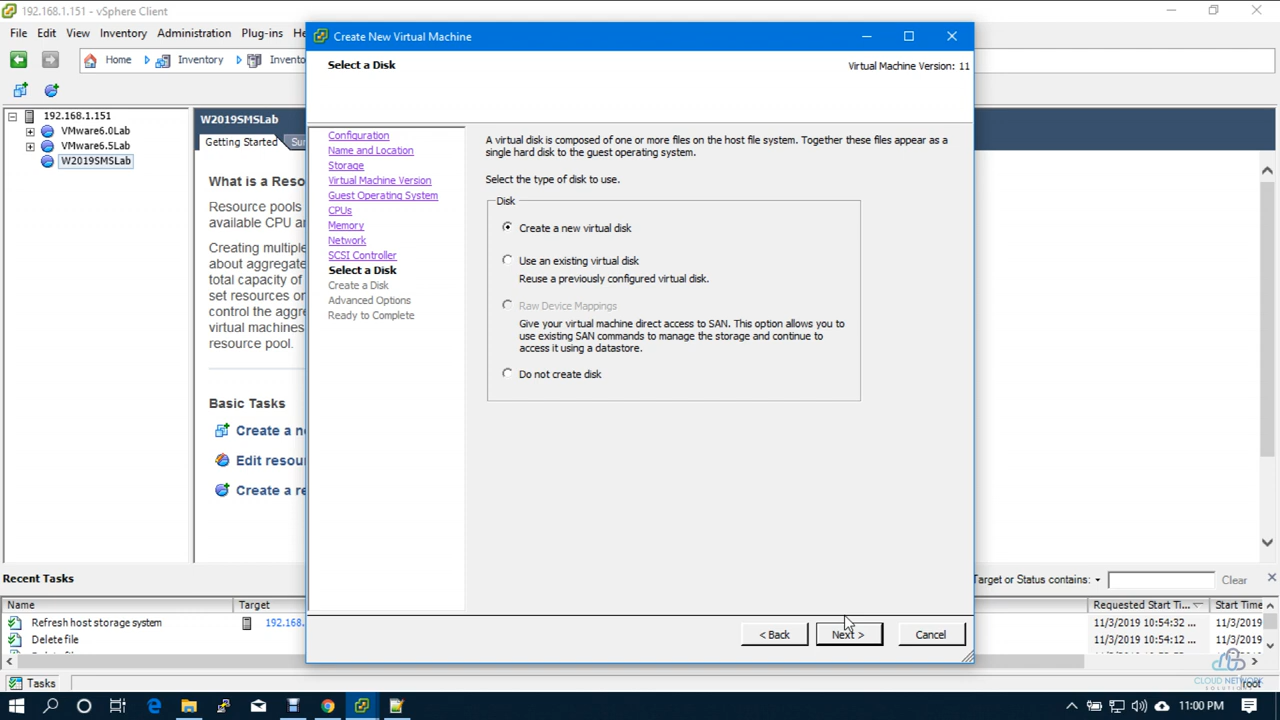 192.168.1.151 - vSphere Client
File Edit View Inventory Administration Plug-ins He
Home Inventory Invento
192.168.1.151
VMware6.0Lab
VMware6.5Lab
W2019SMSLab
W2019SMSLab
Getting Started Su
What is a Reso
Resource pools
available CPU ar
Creating multiple
about aggregate
total capacity of
set resources on
control the aggre
virtual machines
resource pool.
Basic Tasks
Create a ne
Edit resour
Create a re
Create New Virtual Machine
Select a Disk
Virtual Machine Version: 11
Configuration
Name and Location
Storage
Virtual Machine Version
Guest Operating System
CPUs
Memory
Network
SCSI Controller
Select a Disk
Create a Disk
Advanced Options
Ready to Complete
A virtual disk is composed of one or more files on the host file system. Together these files appear as a
single hard disk to the guest operating system.
Select the type of disk to use.
Disk
Create a new virtual disk
Use an existing virtual disk
Reuse a previously configured virtual disk.
Raw Device Mappings
Give your virtual machine direct access to SAN. This option allows you to
use existing SAN commands to manage the storage and continue to
access it using a datastore.
Do not create disk
< Back Next > Cancel
Recent Tasks
Target or Status contains: Clear
Name Target Requested Start Ti... Start Time
Refresh host storage system 192.168. 11/3/2019 10:54:32 ... 11/3/2019
Delete file 11/3/2019 10:54:12 ... 11/3/2019
Tasks
root
CLOUD NETWORK
SOLUTIONS
11:00 PM